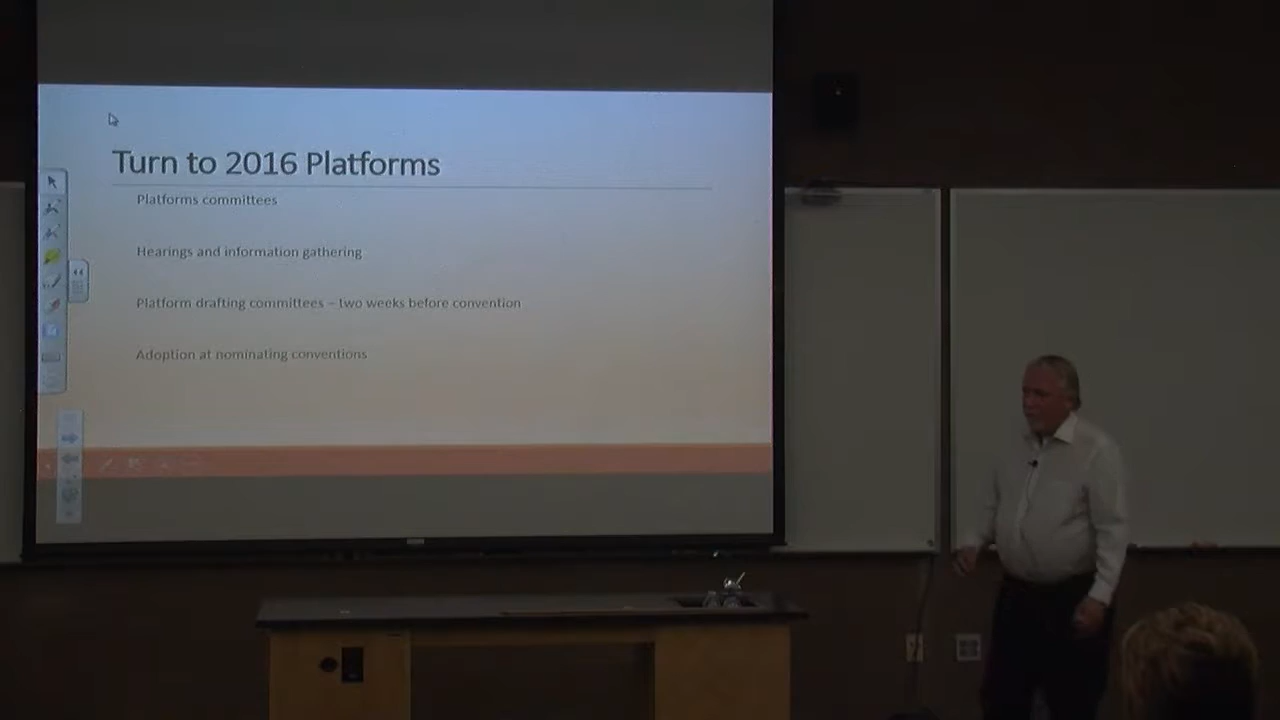 Turn to 2016 Platforms
Platforms committees
Hearings and information gathering
Platform drafting committees – two weeks before convention
Adoption at nominating conventions